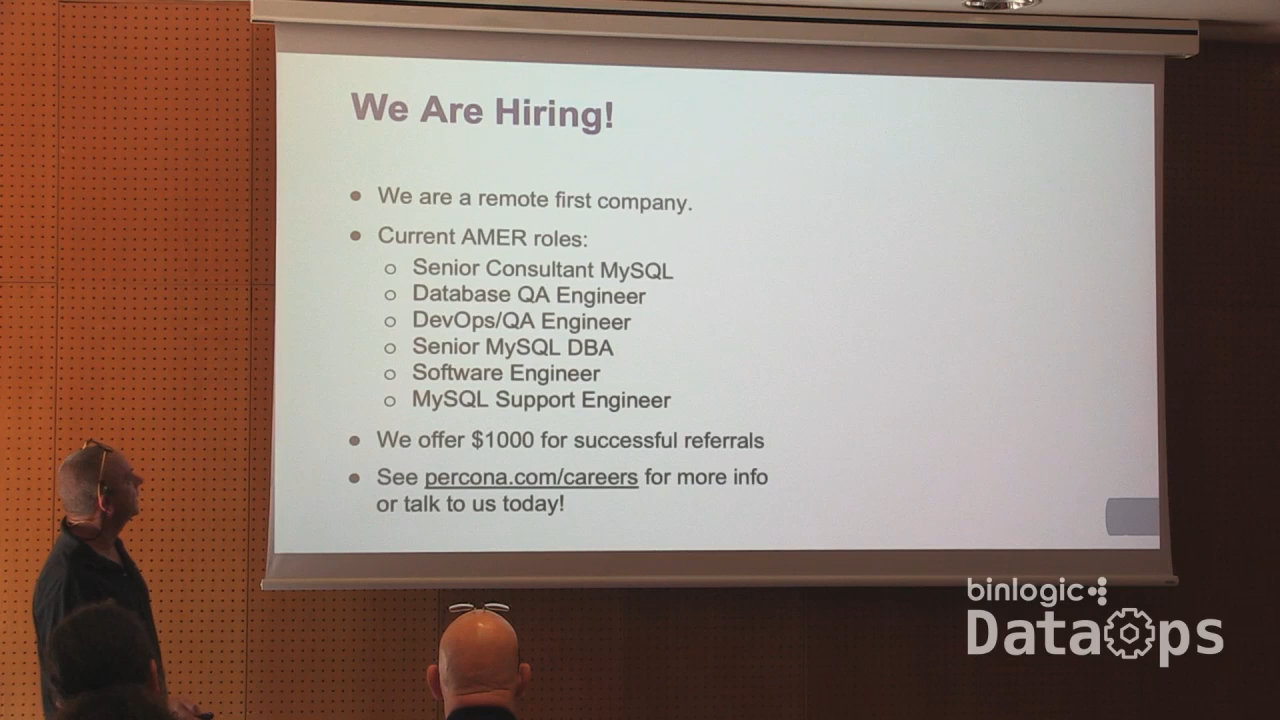 We Are Hiring!
• We are a remote first company.
• Current AMER roles:
o Senior Consultant MySQL
o Database QA Engineer
o DevOps/QA Engineer
o Senior MySQL DBA
o Software Engineer
o MySQL Support Engineer
• We offer $1000 for successful referrals
• See percona.com/careers for more info
or talk to us today!
binlogic
DataOps